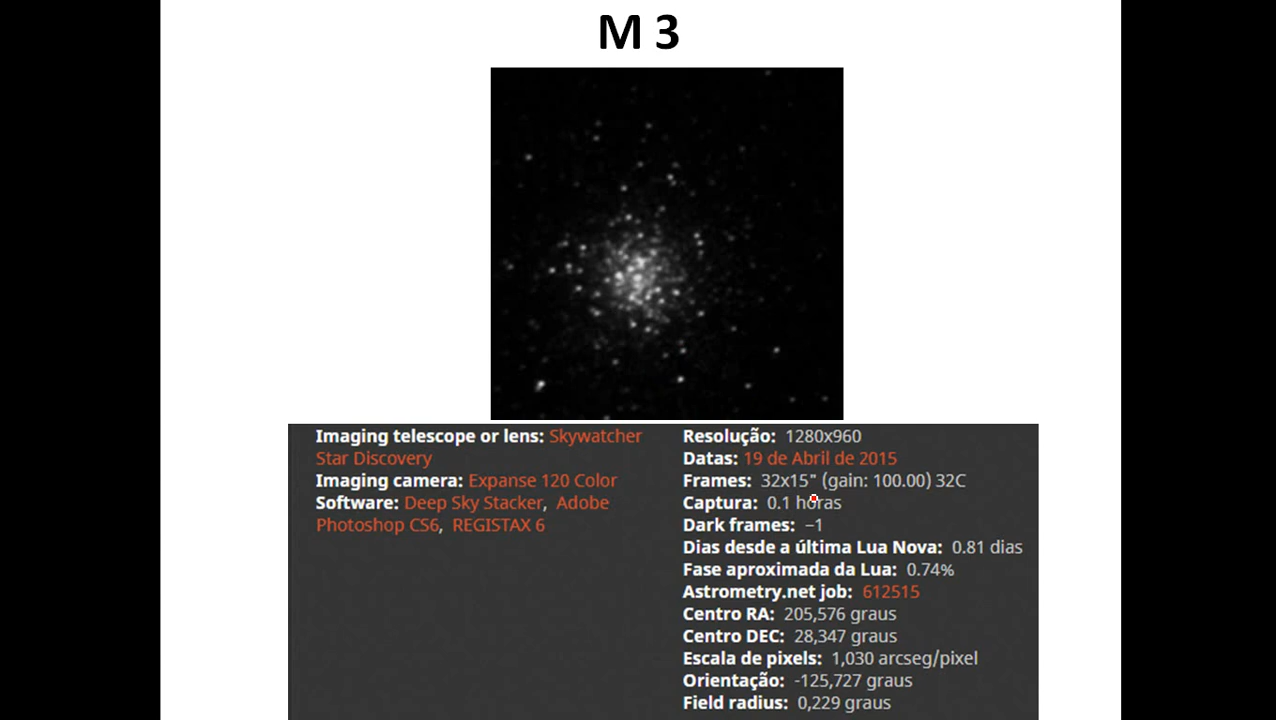 M 3
Imaging telescope or lens: Skywatcher
Star Discovery
Imaging camera: Expanse 120 Color
Software: Deep Sky Stacker, Adobe
Photoshop CS6, REGISTAX 6
Resolução: 1280x960
Datas: 19 de Abril de 2015
Frames: 32x15" (gain: 100.00) 32C
Captura: 0.1 horas
Dark frames: −1
Dias desde a última Lua Nova: 0.81 dias
Fase aproximada da Lua: 0.74%
Astrometry.net job: 612515
Centro RA: 205,576 graus
Centro DEC: 28,347 graus
Escala de pixels: 1,030 arcseg/pixel
Orientação: -125,727 graus
Field radius: 0,229 graus